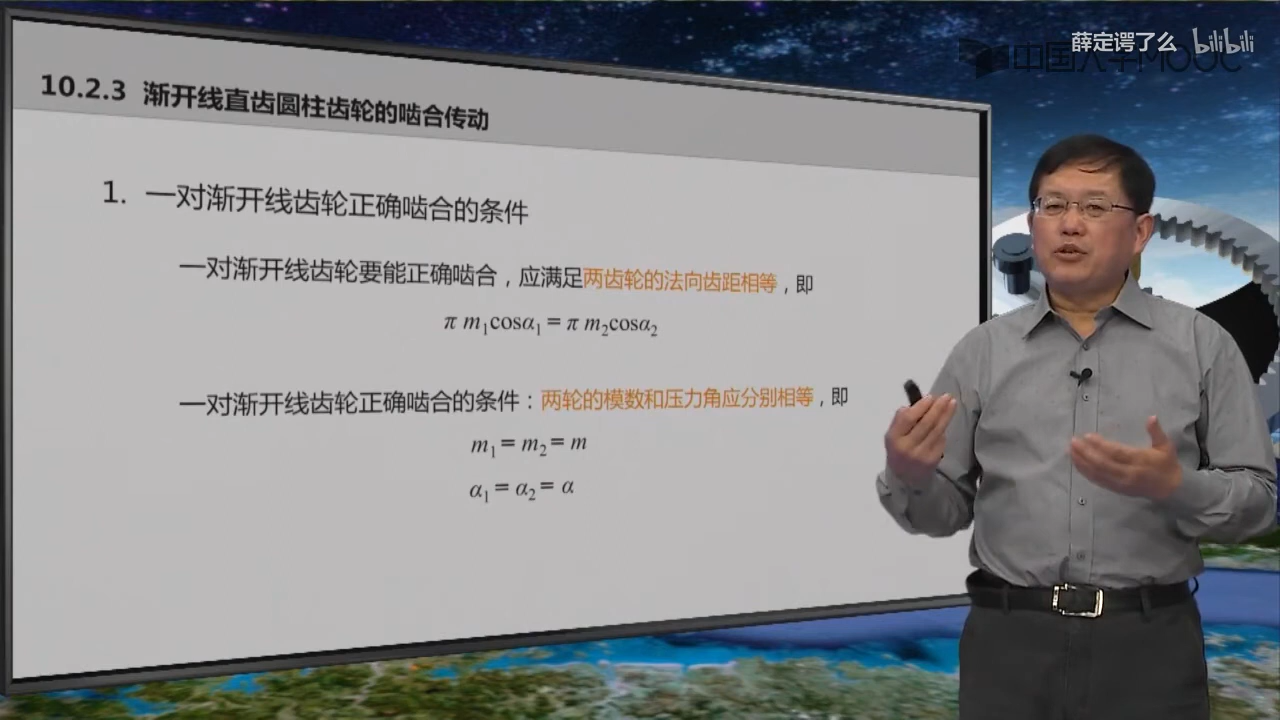 薛定谔了么 bilibili
中国大学MOOC
10.2.3 渐开线直齿圆柱齿轮的啮合传动
1. 一对渐开线齿轮正确啮合的条件
一对渐开线齿轮要能正确啮合，应满足两齿轮的法向齿距相等，即
π m₁cosα₁ = π m₂cosα₂
一对渐开线齿轮正确啮合的条件：两轮的模数和压力角应分别相等，即
m₁ = m₂ = m
α₁ = α₂ = α